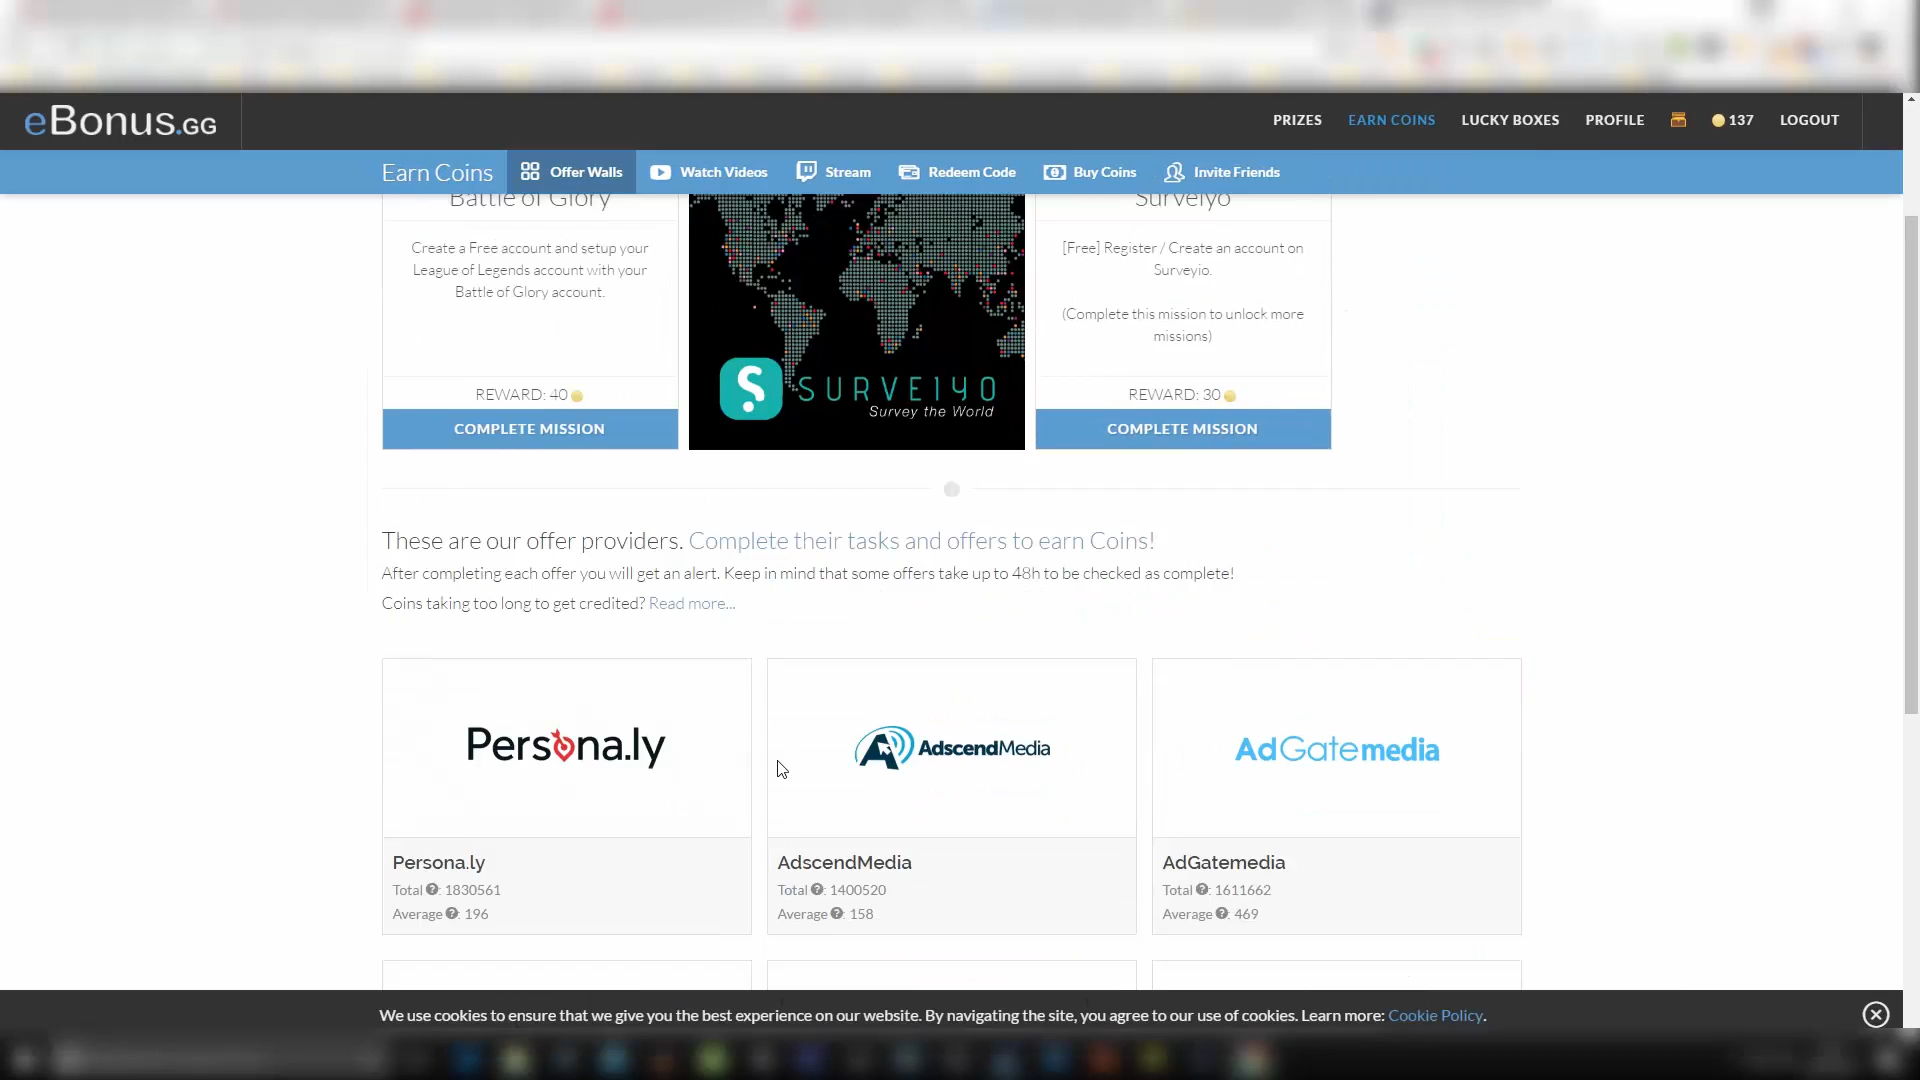 eBonus.GG
PRIZES EARN COINS LUCKY BOXES PROFILE 137 LOGOUT
Earn Coins Offer Walls Watch Videos Stream Redeem Code Buy Coins Invite Friends
Battle of Glory
Create a Free account and setup your
League of Legends account with your
Battle of Glory account.
REWARD: 40
COMPLETE MISSION
SURVE1YO
Survey the World
Surveiyo
[Free] Register / Create an account on
Surveyio.
(Complete this mission to unlock more
missions)
REWARD: 30
COMPLETE MISSION
These are our offer providers. Complete their tasks and offers to earn Coins!
After completing each offer you will get an alert. Keep in mind that some offers take up to 48h to be checked as complete!
Coins taking too long to get credited? Read more...
Persona.ly
Persona.ly
Total ?: 1830561
Average ?: 196
AdscendMedia
AdscendMedia
Total ?: 1400520
Average ?: 158
AdGatemedia
AdGatemedia
Total ?: 1611662
Average ?: 469
We use cookies to ensure that we give you the best experience on our website. By navigating the site, you agree to our use of cookies. Learn more: Cookie Policy.